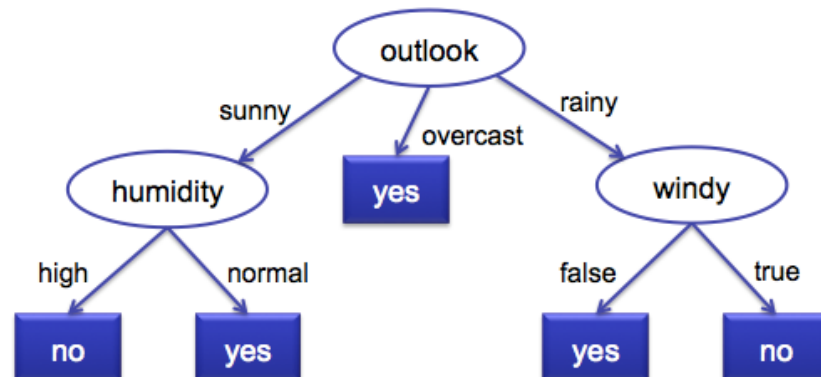 outlook
sunny
overcast
rainy
humidity
yes
windy
high
normal
false
true
no
yes
yes
no